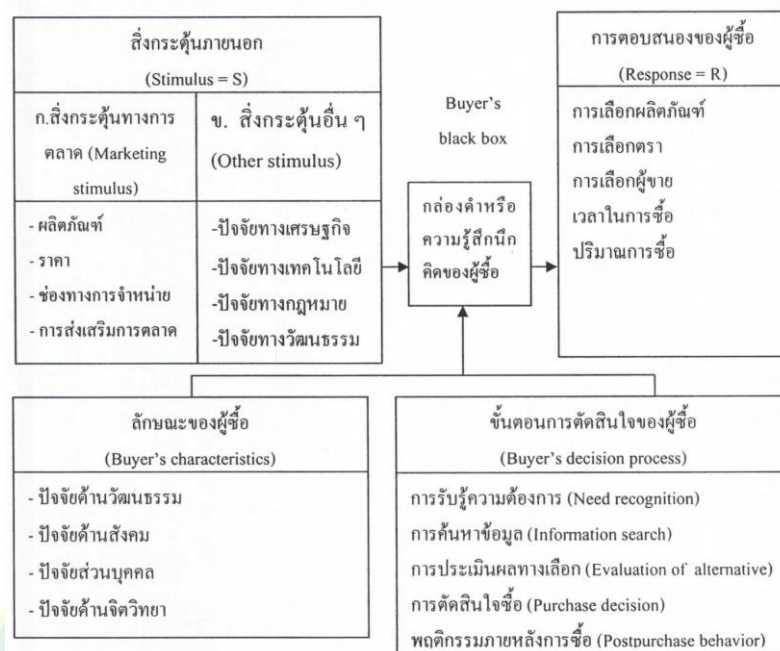 สิ่งกระตุ้นภายนอก
(Stimulus = S)
ก.สิ่งกระตุ้นทางการ
ตลาด (Marketing
stimulus)
- ผลิตภัณฑ์
- ราคา
- ช่องทางการจำหน่าย
- การส่งเสริมการตลาด
ข. สิ่งกระตุ้นอื่น ๆ
(Other stimulus)
-ปัจจัยทางเศรษฐกิจ
-ปัจจัยทางเทคโนโลยี
-ปัจจัยทางกฎหมาย
-ปัจจัยทางวัฒนธรรม
Buyer's
black box
กล่องดำหรือ
ความรู้สึกนึก
คิดของผู้ซื้อ
การตอบสนองของผู้ซื้อ
(Response = R)
การเลือกผลิตภัณฑ์
การเลือกตรา
การเลือกผู้ขาย
เวลาในการซื้อ
ปริมาณการซื้อ
ลักษณะของผู้ซื้อ
(Buyer's characteristics)
- ปัจจัยด้านวัฒนธรรม
- ปัจจัยด้านสังคม
- ปัจจัยส่วนบุคคล
- ปัจจัยด้านจิตวิทยา
ขั้นตอนการตัดสินใจของผู้ซื้อ
(Buyer's decision process)
การรับรู้ความต้องการ (Need recognition)
การค้นหาข้อมูล (Information search)
การประเมินผลทางเลือก (Evaluation of alternative)
การตัดสินใจซื้อ (Purchase decision)
พฤติกรรมภายหลังการซื้อ (Postpurchase behavior)